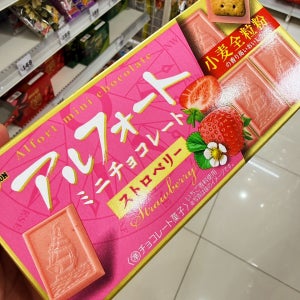 Alfort mini chocolate
アルフォート
ミニチョコレート
ストロベリー
Strawberry
小麦全粒粉
(準)チョコレート菓子